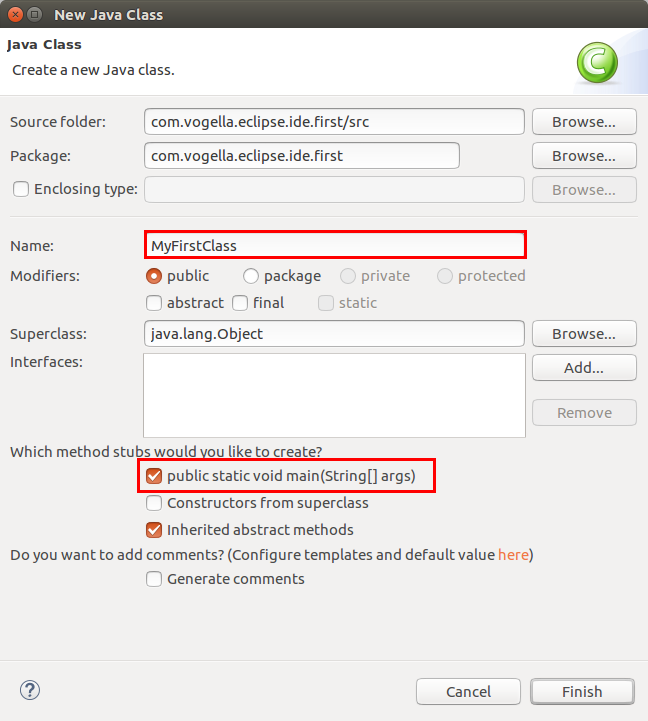 New Java Class
Java Class
Create a new Java class.
Source folder: com.vogella.eclipse.ide.first/src Browse...
Package: com.vogella.eclipse.ide.first Browse...
Enclosing type: Browse...
Name: MyFirstClass
Modifiers: public package private protected
abstract final static
Superclass: java.lang.Object Browse...
Interfaces: Add...
Remove
Which method stubs would you like to create?
public static void main(String[] args)
Constructors from superclass
Inherited abstract methods
Do you want to add comments? (Configure templates and default value here)
Generate comments
? Cancel Finish